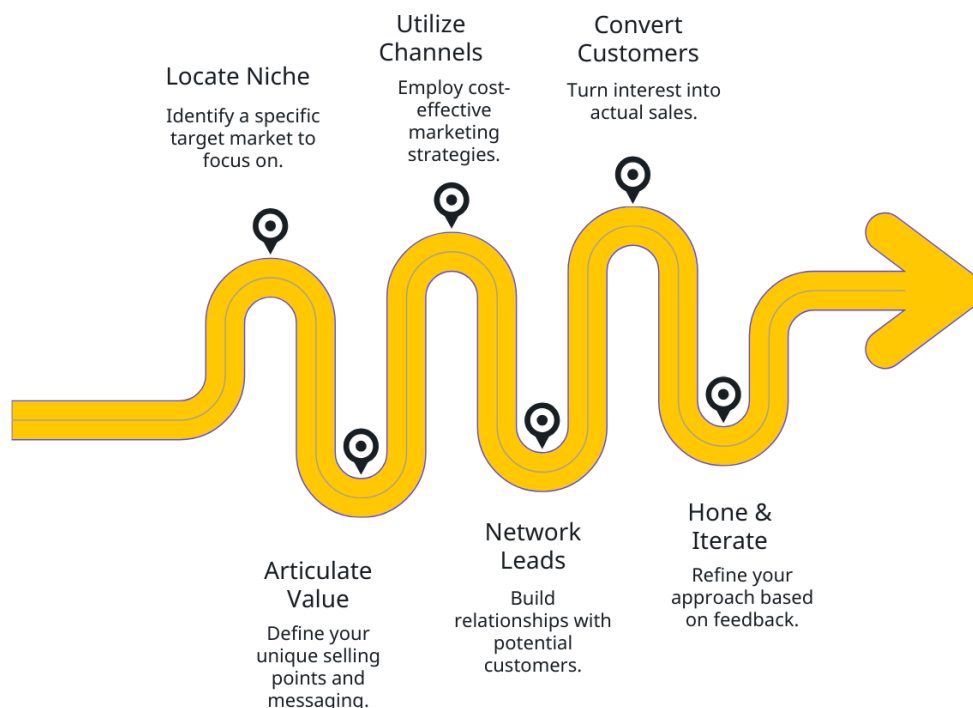 Locate Niche
Identify a specific
target market to
focus on.
Articulate
Value
Define your
unique selling
points and
messaging.
Utilize
Channels
Employ cost-
effective
marketing
strategies.
Network
Leads
Build
relationships with
potential
customers.
Convert
Customers
Turn interest into
actual sales.
Hone &
Iterate
Refine your
approach based
on feedback.